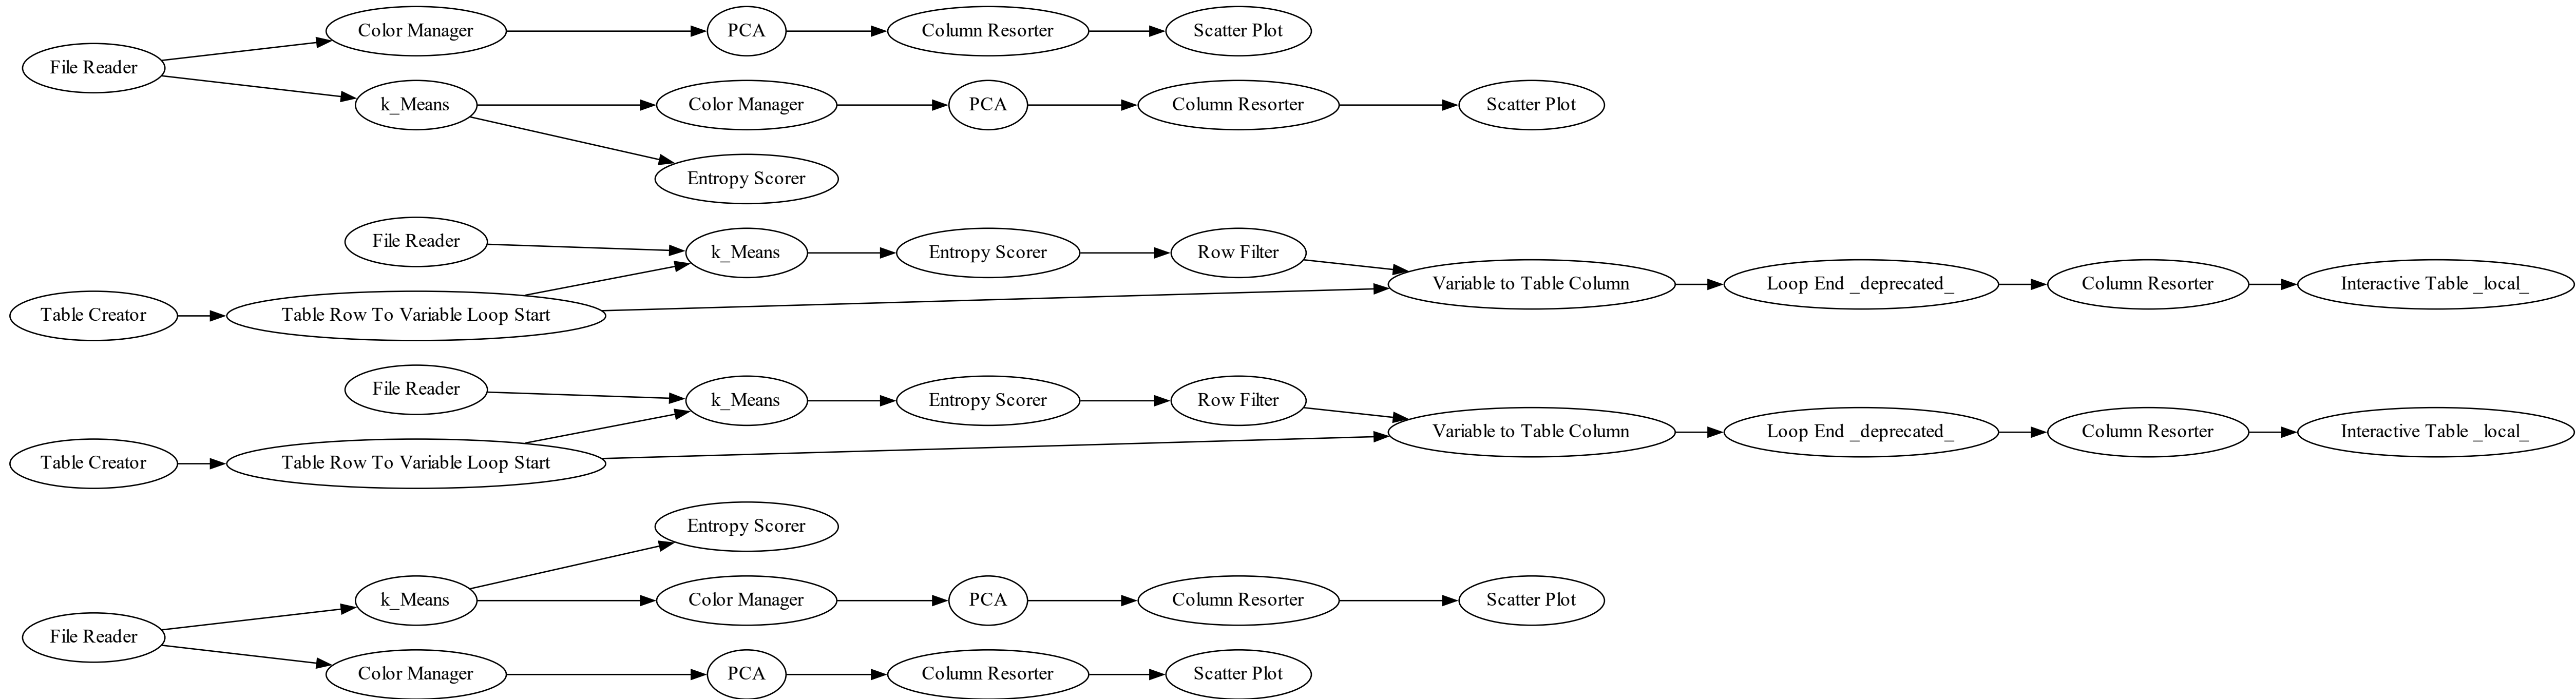 Color Manager
PCA
Column Resorter
Scatter Plot
File Reader
k_Means
Color Manager
PCA
Column Resorter
Scatter Plot
Entropy Scorer
File Reader
k_Means
Entropy Scorer
Row Filter
Table Creator
Table Row To Variable Loop Start
Variable to Table Column
Loop End _deprecated_
Column Resorter
Interactive Table _local_
File Reader
k_Means
Entropy Scorer
Row Filter
Table Creator
Table Row To Variable Loop Start
Variable to Table Column
Loop End _deprecated_
Column Resorter
Interactive Table _local_
Entropy Scorer
File Reader
k_Means
Color Manager
PCA
Column Resorter
Scatter Plot
Color Manager
PCA
Column Resorter
Scatter Plot